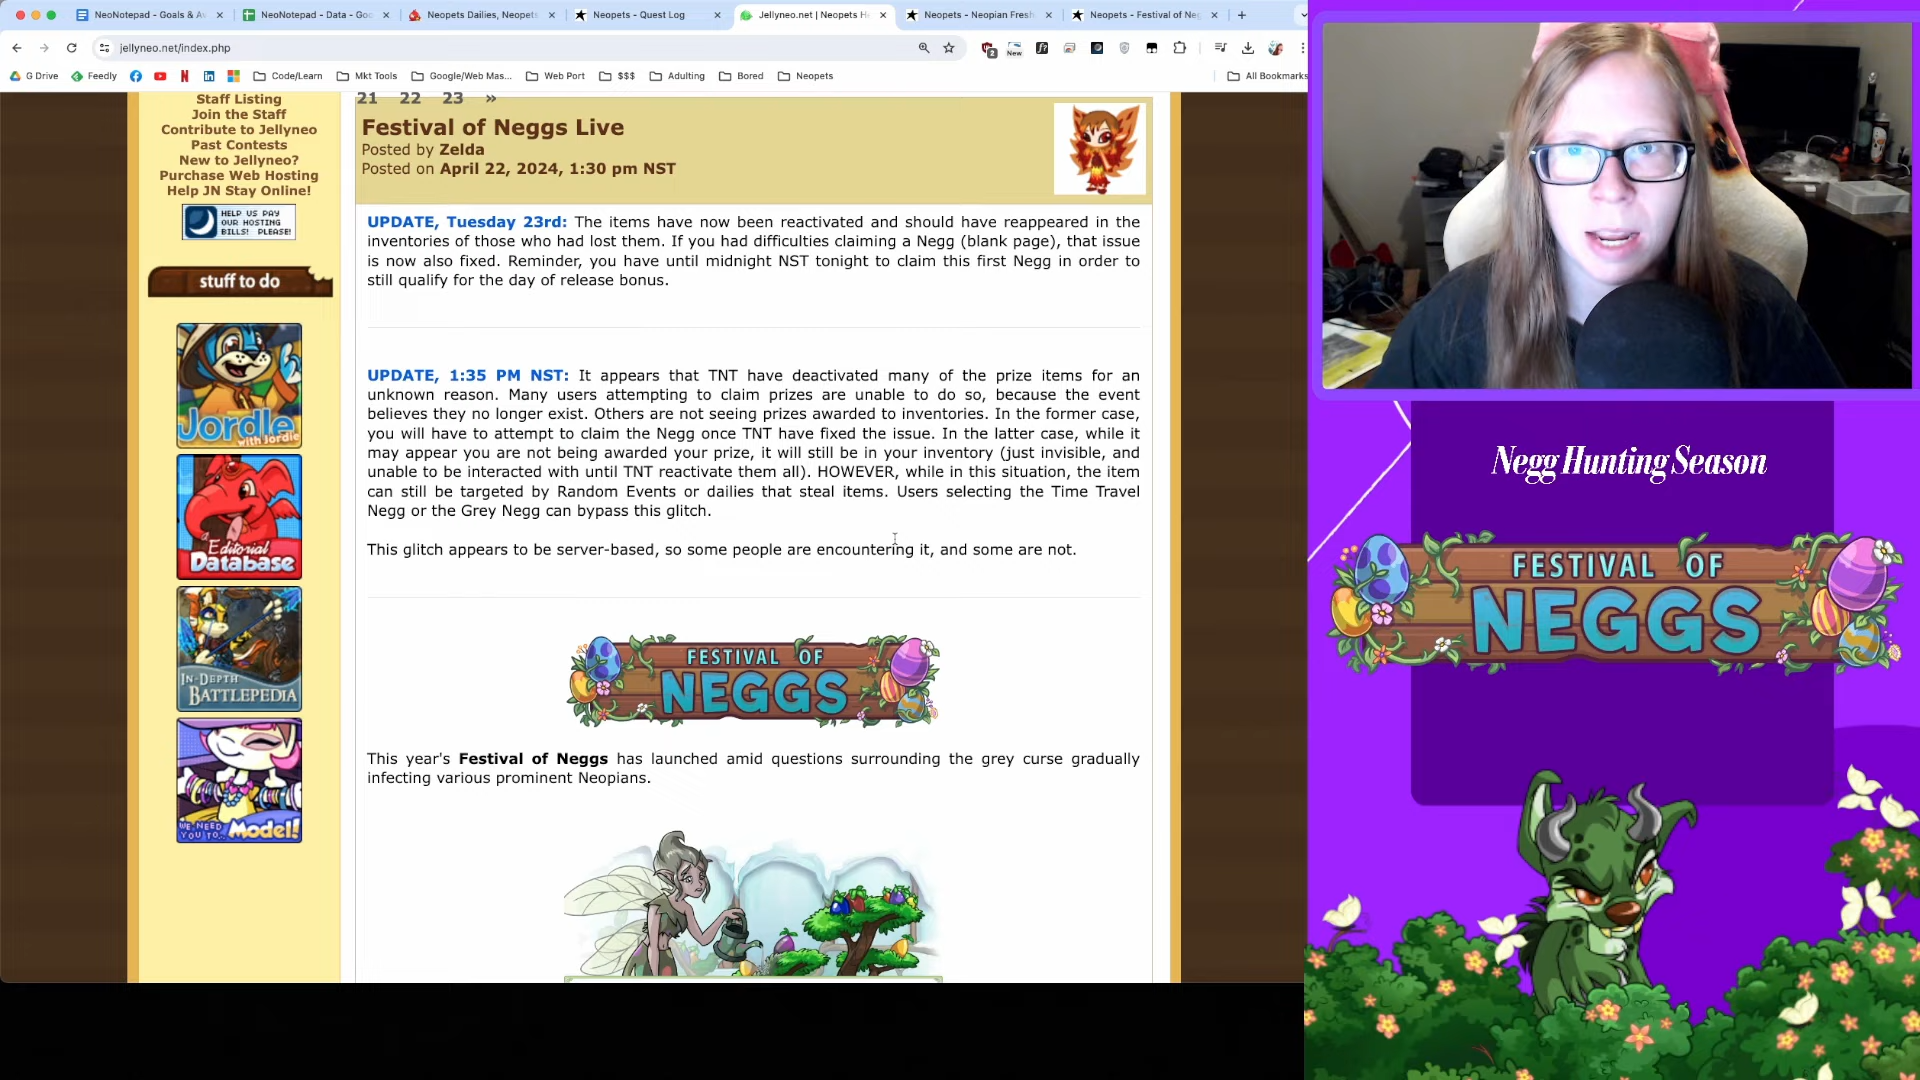 NeoNotepad - Goals & A
NeoNotepad - Data - Goo
Neopets Dailies, Neopets
Neopets - Quest Log
Jellyneo.net | Neopets H
Neopets - Neopian Fresh
Neopets - Festival of Neg
jellyneo.net/index.php
New
G Drive
Feedly
Code/Learn
Mkt Tools
Google/Web Mas...
Web Port
$$$
Adulting
Bored
Neopets
All Bookmarks
Staff Listing
Join the Staff
Contribute to Jellyneo
Past Contests
New to Jellyneo?
Purchase Web Hosting
Help JN Stay Online!
HELP US PAY
OUR HOSTING
BILLS! PLEASE!
stuff to do
Jordle
with Jordie
Editorial
Database
IN-DEPTH
BATTLEPEDIA
WE NEED
YOU TO...
Model!
21 22 23 »
Festival of Neggs Live
Posted by Zelda
Posted on April 22, 2024, 1:30 pm NST
UPDATE, Tuesday 23rd: The items have now been reactivated and should have reappeared in the
inventories of those who had lost them. If you had difficulties claiming a Negg (blank page), that issue
is now also fixed. Reminder, you have until midnight NST tonight to claim this first Negg in order to
still qualify for the day of release bonus.
UPDATE, 1:35 PM NST: It appears that TNT have deactivated many of the prize items for an
unknown reason. Many users attempting to claim prizes are unable to do so, because the event
believes they no longer exist. Others are not seeing prizes awarded to inventories. In the former case,
you will have to attempt to claim the Negg once TNT have fixed the issue. In the latter case, while it
may appear you are not being awarded your prize, it will still be in your inventory (just invisible, and
unable to be interacted with until TNT reactivate them all). HOWEVER, while in this situation, the item
can still be targeted by Random Events or dailies that steal items. Users selecting the Time Travel
Negg or the Grey Negg can bypass this glitch.
This glitch appears to be server-based, so some people are encountering it, and some are not.
FESTIVAL OF
NEGGS
This year's Festival of Neggs has launched amid questions surrounding the grey curse gradually
infecting various prominent Neopians.
Negg Hunting Season
FESTIVAL OF
NEGGS